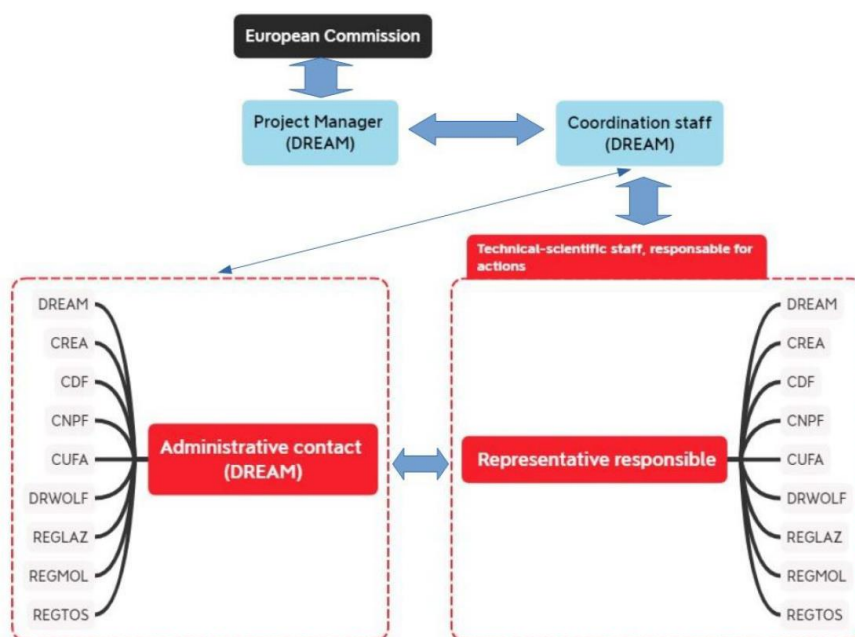 European Commission
Project Manager
(DREAM)
Coordination staff
(DREAM)
Technical-scientific staff, responsable for
actions
DREAM
CREA
CDF
CNPF
CUFA
DRWOLF
REGLAZ
REGMOL
REGTOS
Administrative contact
(DREAM)
Representative responsible
DREAM
CREA
CDF
CNPF
CUFA
DRWOLF
REGLAZ
REGMOL
REGTOS